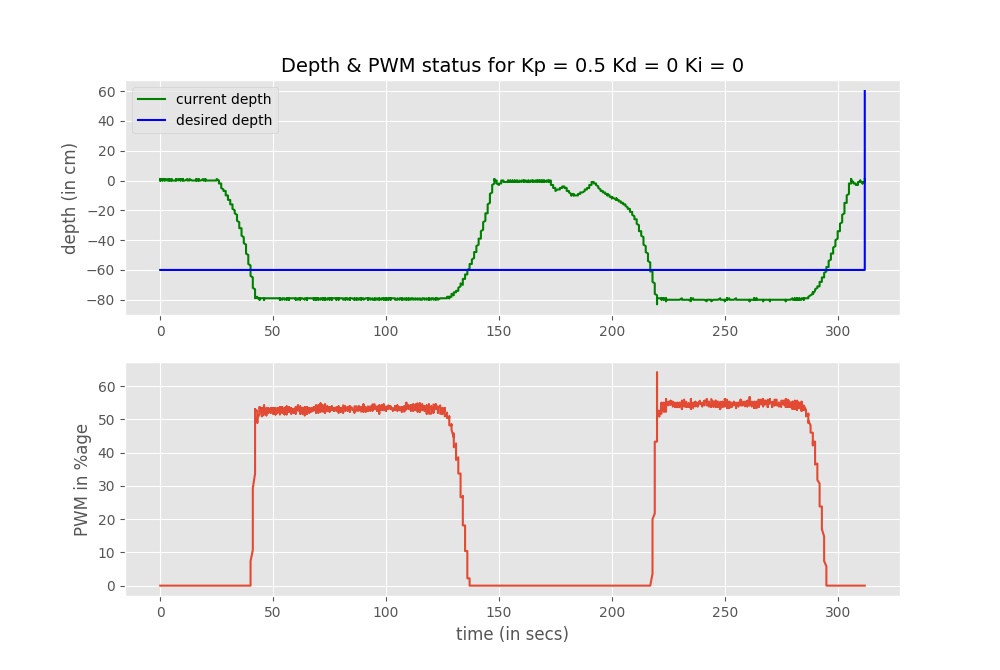 Depth & PWM status for Kp = 0.5 Kd = 0 Ki = 0
60
40
20
0
−20
−40
−60
−80
depth (in cm)
current depth
desired depth
0 50 100 150 200 250 300
60
50
40
30
20
10
0
PWM in %age
0 50 100 150 200 250 300
time (in secs)